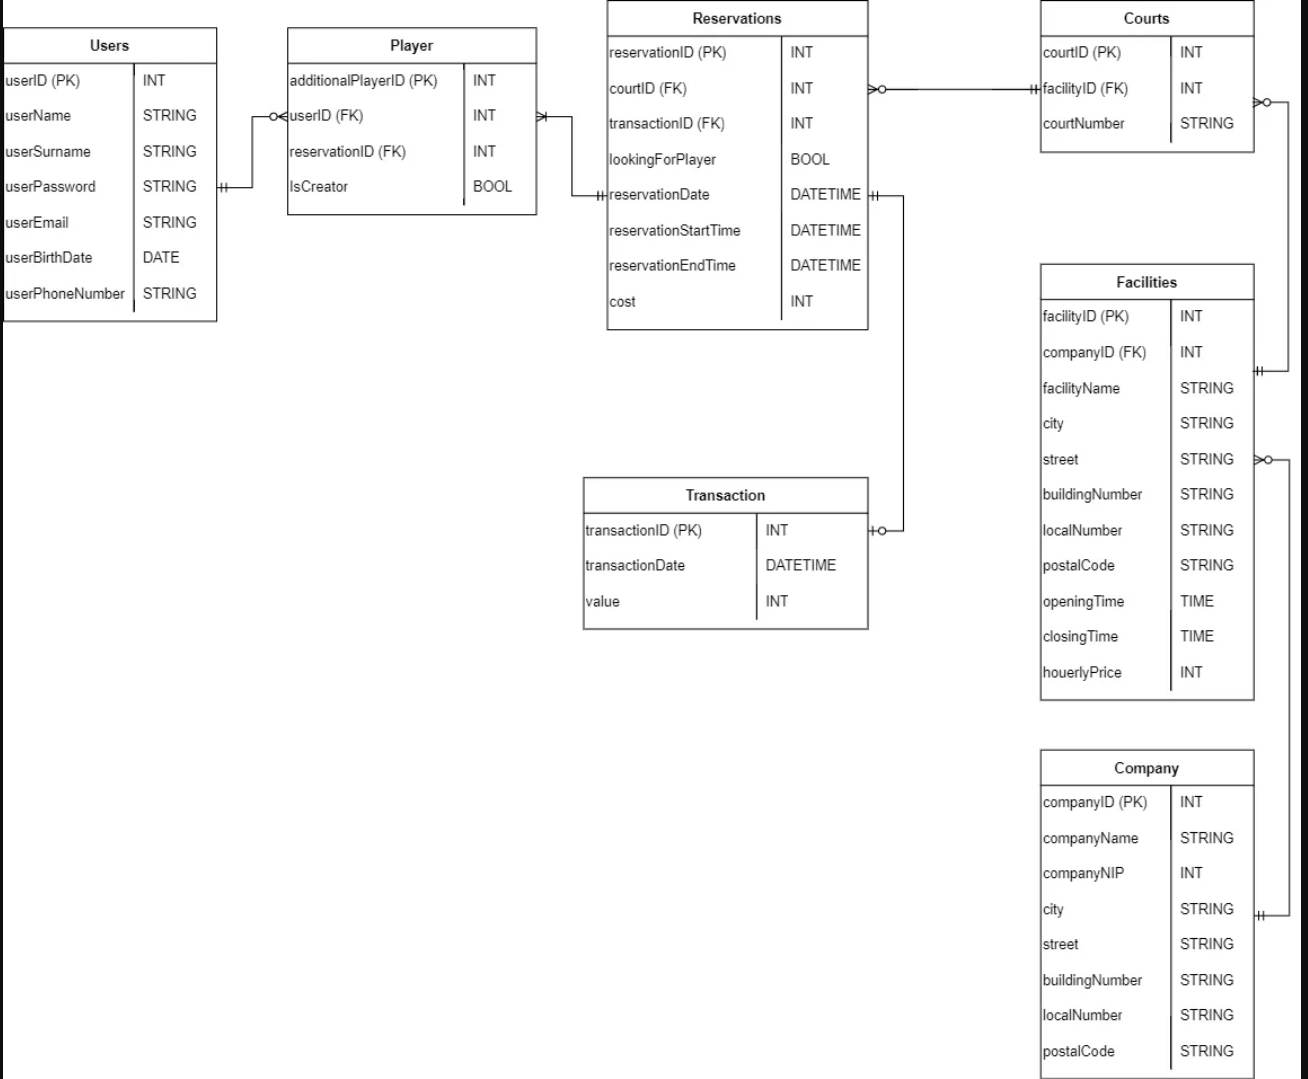 Users
userID (PK) INT
userName STRING
userSurname STRING
userPassword STRING
userEmail STRING
userBirthDate DATE
userPhoneNumber STRING
Player
additionalPlayerID (PK) INT
userID (FK) INT
reservationID (FK) INT
IsCreator BOOL
Reservations
reservationID (PK) INT
courtID (FK) INT
transactionID (FK) INT
lookingForPlayer BOOL
reservationDate DATETIME
reservationStartTime DATETIME
reservationEndTime DATETIME
cost INT
Courts
courtID (PK) INT
facilityID (FK) INT
courtNumber STRING
Facilities
facilityID (PK) INT
companyID (FK) INT
facilityName STRING
city STRING
street STRING
buildingNumber STRING
localNumber STRING
postalCode STRING
openingTime TIME
closingTime TIME
houerlyPrice INT
Transaction
transactionID (PK) INT
transactionDate DATETIME
value INT
Company
companyID (PK) INT
companyName STRING
companyNIP INT
city STRING
street STRING
buildingNumber STRING
localNumber STRING
postalCode STRING